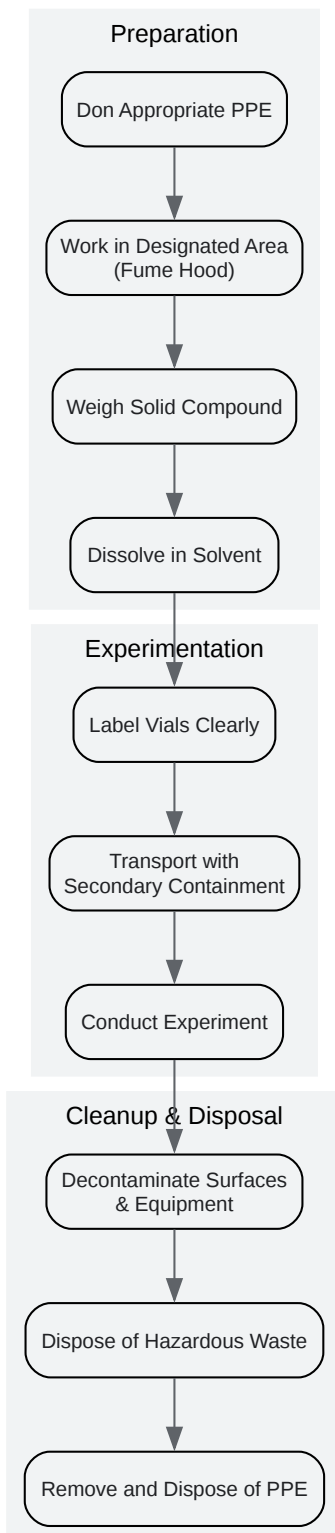 Preparation
Don Appropriate PPE
Work in Designated Area
(Fume Hood)
Weigh Solid Compound
Dissolve in Solvent
Experimentation
Label Vials Clearly
Transport with
Secondary Containment
Conduct Experiment
Cleanup & Disposal
Decontaminate Surfaces
& Equipment
Dispose of Hazardous Waste
Remove and Dispose of PPE